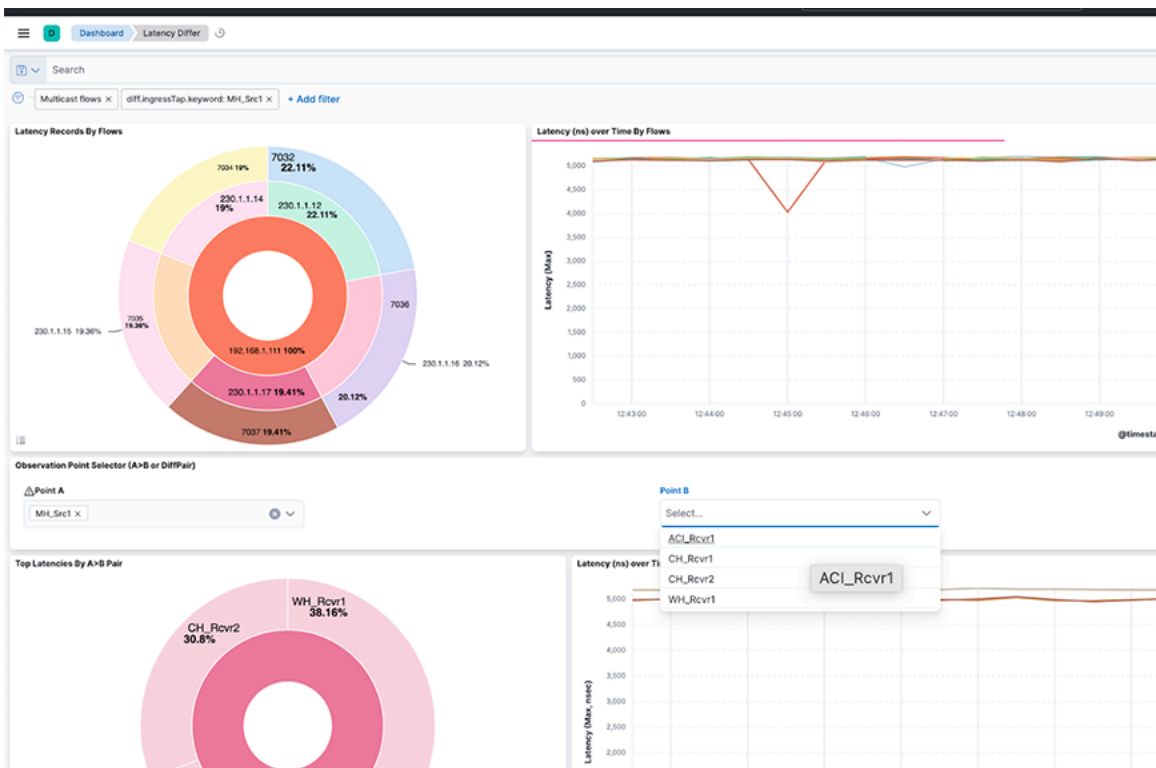 D
Dashboard
Latency Differ
Search
Multicast flows ×
diff.ingressTap.keyword: MH_Src1 ×
+ Add filter
Latency Records By Flows
7032
22.11%
7034 19%
230.1.1.14
19%
230.1.1.12
22.11%
7036
7035
19.36%
230.1.1.15 19.36%
192.168.1.111 100%
230.1.1.16 20.12%
230.1.1.17 19.41%
20.12%
7037 19.41%
Latency (ns) over Time By Flows
5,000
4,500
4,000
3,500
3,000
2,500
2,000
1,500
1,000
500
0
Latency (Max)
12:43:00
12:44:00
12:45:00
12:46:00
12:47:00
12:48:00
12:49:00
@timesta
Observation Point Selector (A>B or DiffPair)
Point A
MH_Src1 ×
Point B
Select...
ACI_Rcvr1
CH_Rcvr1
CH_Rcvr2
WH_Rcvr1
ACI_Rcvr1
Top Latencies By A>B Pair
WH_Rcvr1
38.16%
CH_Rcvr2
30.8%
Latency (ns) over Ti
5,000
4,500
4,000
3,500
3,000
2,500
2,000
Latency (Max, nsec)